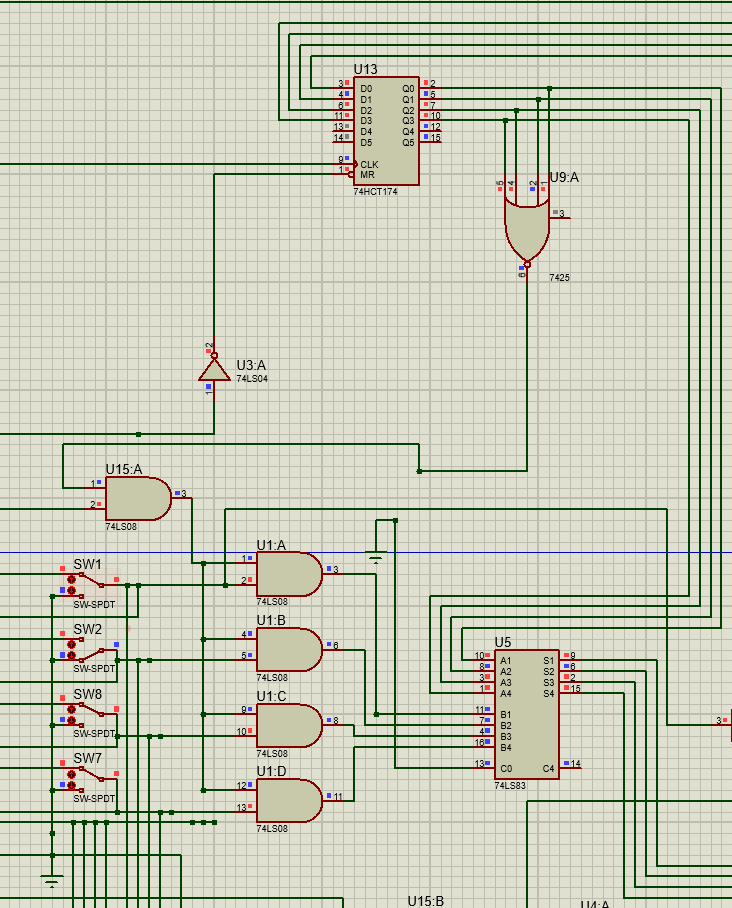 U13
3 D0 Q0 2
4 D1 Q1 5
6 D2 Q2 7
11 D3 Q3 10
13 D4 Q4 12
14 D5 Q5 15
9 CLK
1 MR
74HCT174
U9:A
5 4 2 1
3
6
7425
2
U3:A
74LS04
1
U15:A
1
3
2
74LS08
U1:A
1
3
2
74LS08
SW1
SW-SPDT
SW2
SW-SPDT
U1:B
4
6
5
74LS08
U5
10 A1 S1 9
8 A2 S2 6
3 A3 S3 2
1 A4 S4 15
11 B1
7 B2
4 B3
16 B4
13 C0 C4 14
74LS83
3
SW8
SW-SPDT
U1:C
9
8
10
74LS08
SW7
SW-SPDT
U1:D
12
11
13
74LS08
U15:B
U4:A